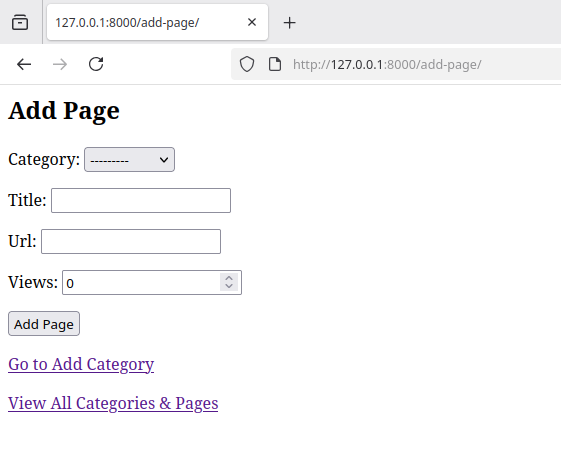 127.0.0.1:8000/add-page/
http://127.0.0.1:8000/add-page/
Add Page
Category: ---------
Title:
Url:
Views: 0
Add Page
Go to Add Category
View All Categories & Pages